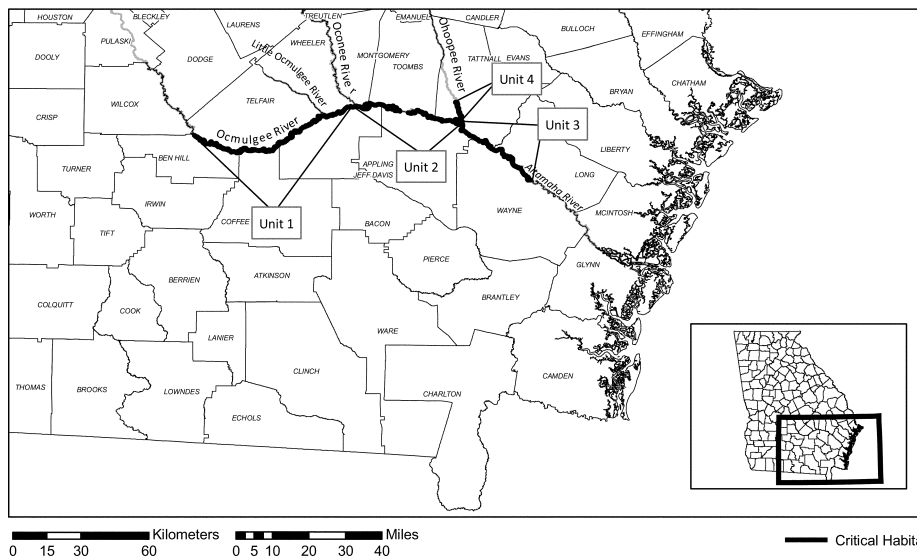 HOUSTON
BLECKLEY
TREUTLEN
EMANUEL
CANDLER
LAURENS
BULLOCH
EFFINGHAM
PULASKI
WHEELER
DOOLY
DODGE
MONTGOMERY
TATTNALL
EVANS
TOOMBS
Little Ocmulgee River
Oconee River
Ohoopee River
Unit 4
CHATHAM
BRYAN
WILCOX
TELFAIR
CRISP
Unit 3
Ocmulgee River
LIBERTY
BEN HILL
Unit 2
APPLING
JEFF DAVIS
TURNER
LONG
Altamaha River
IRWIN
WORTH
Unit 1
COFFEE
BACON
WAYNE
MCINTOSH
TIFT
PIERCE
GLYNN
ATKINSON
BERRIEN
BRANTLEY
COLQUITT
COOK
WARE
LANIER
CLINCH
CAMDEN
THOMAS
BROOKS
LOWNDES
CHARLTON
ECHOLS
Kilometers
0 15 30 60
Miles
0 5 10 20 30 40
Critical Habita